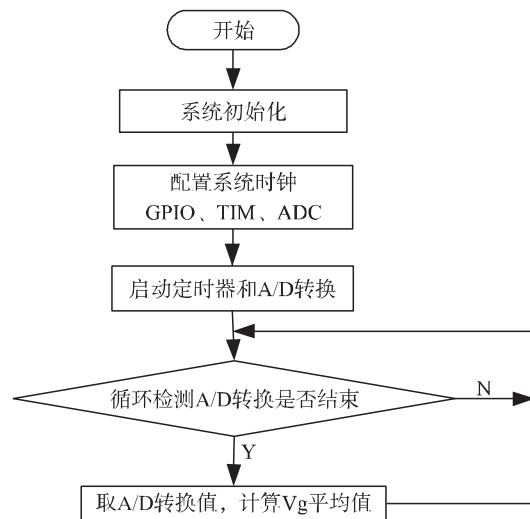 开始
系统初始化
配置系统时钟
GPIO、TIM、ADC
启动定时器和A/D转换
循环检测A/D转换是否结束
N
Y
取A/D转换值，计算Vg平均值